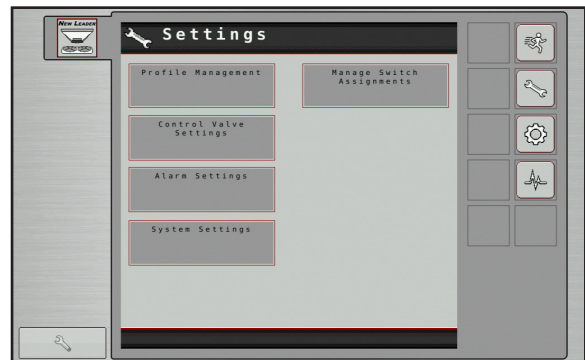 New Leader
Settings
Profile Management
Manage Switch
Assignments
Control Valve
Settings
Alarm Settings
System Settings